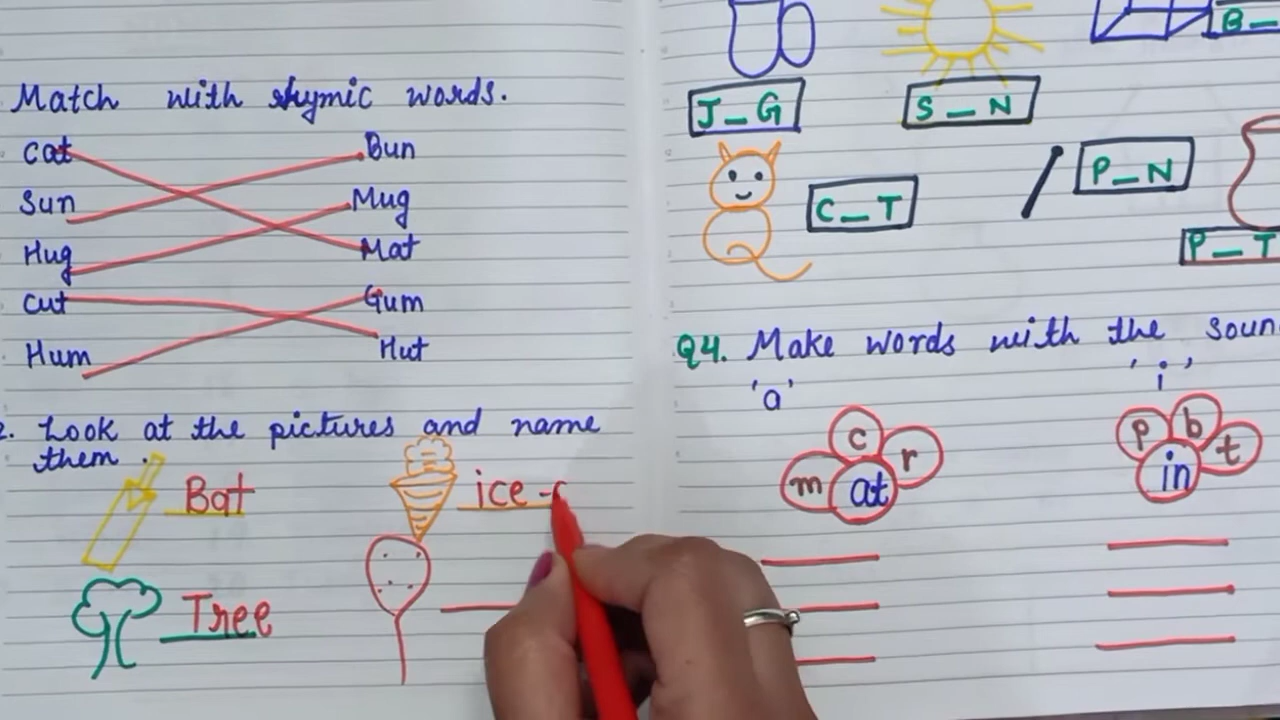 Match with rhymic words.
Cat Bun
Sun Mug
Hug Mat
Cut Gum
Hum Hut
2. Look at the pictures and name
them.
Bat ice-c
Tree
B_
J_G S_N
C_T P_N
P_T
Q4. Make words with the soun
'a' 'i'
c r m at
p b t in